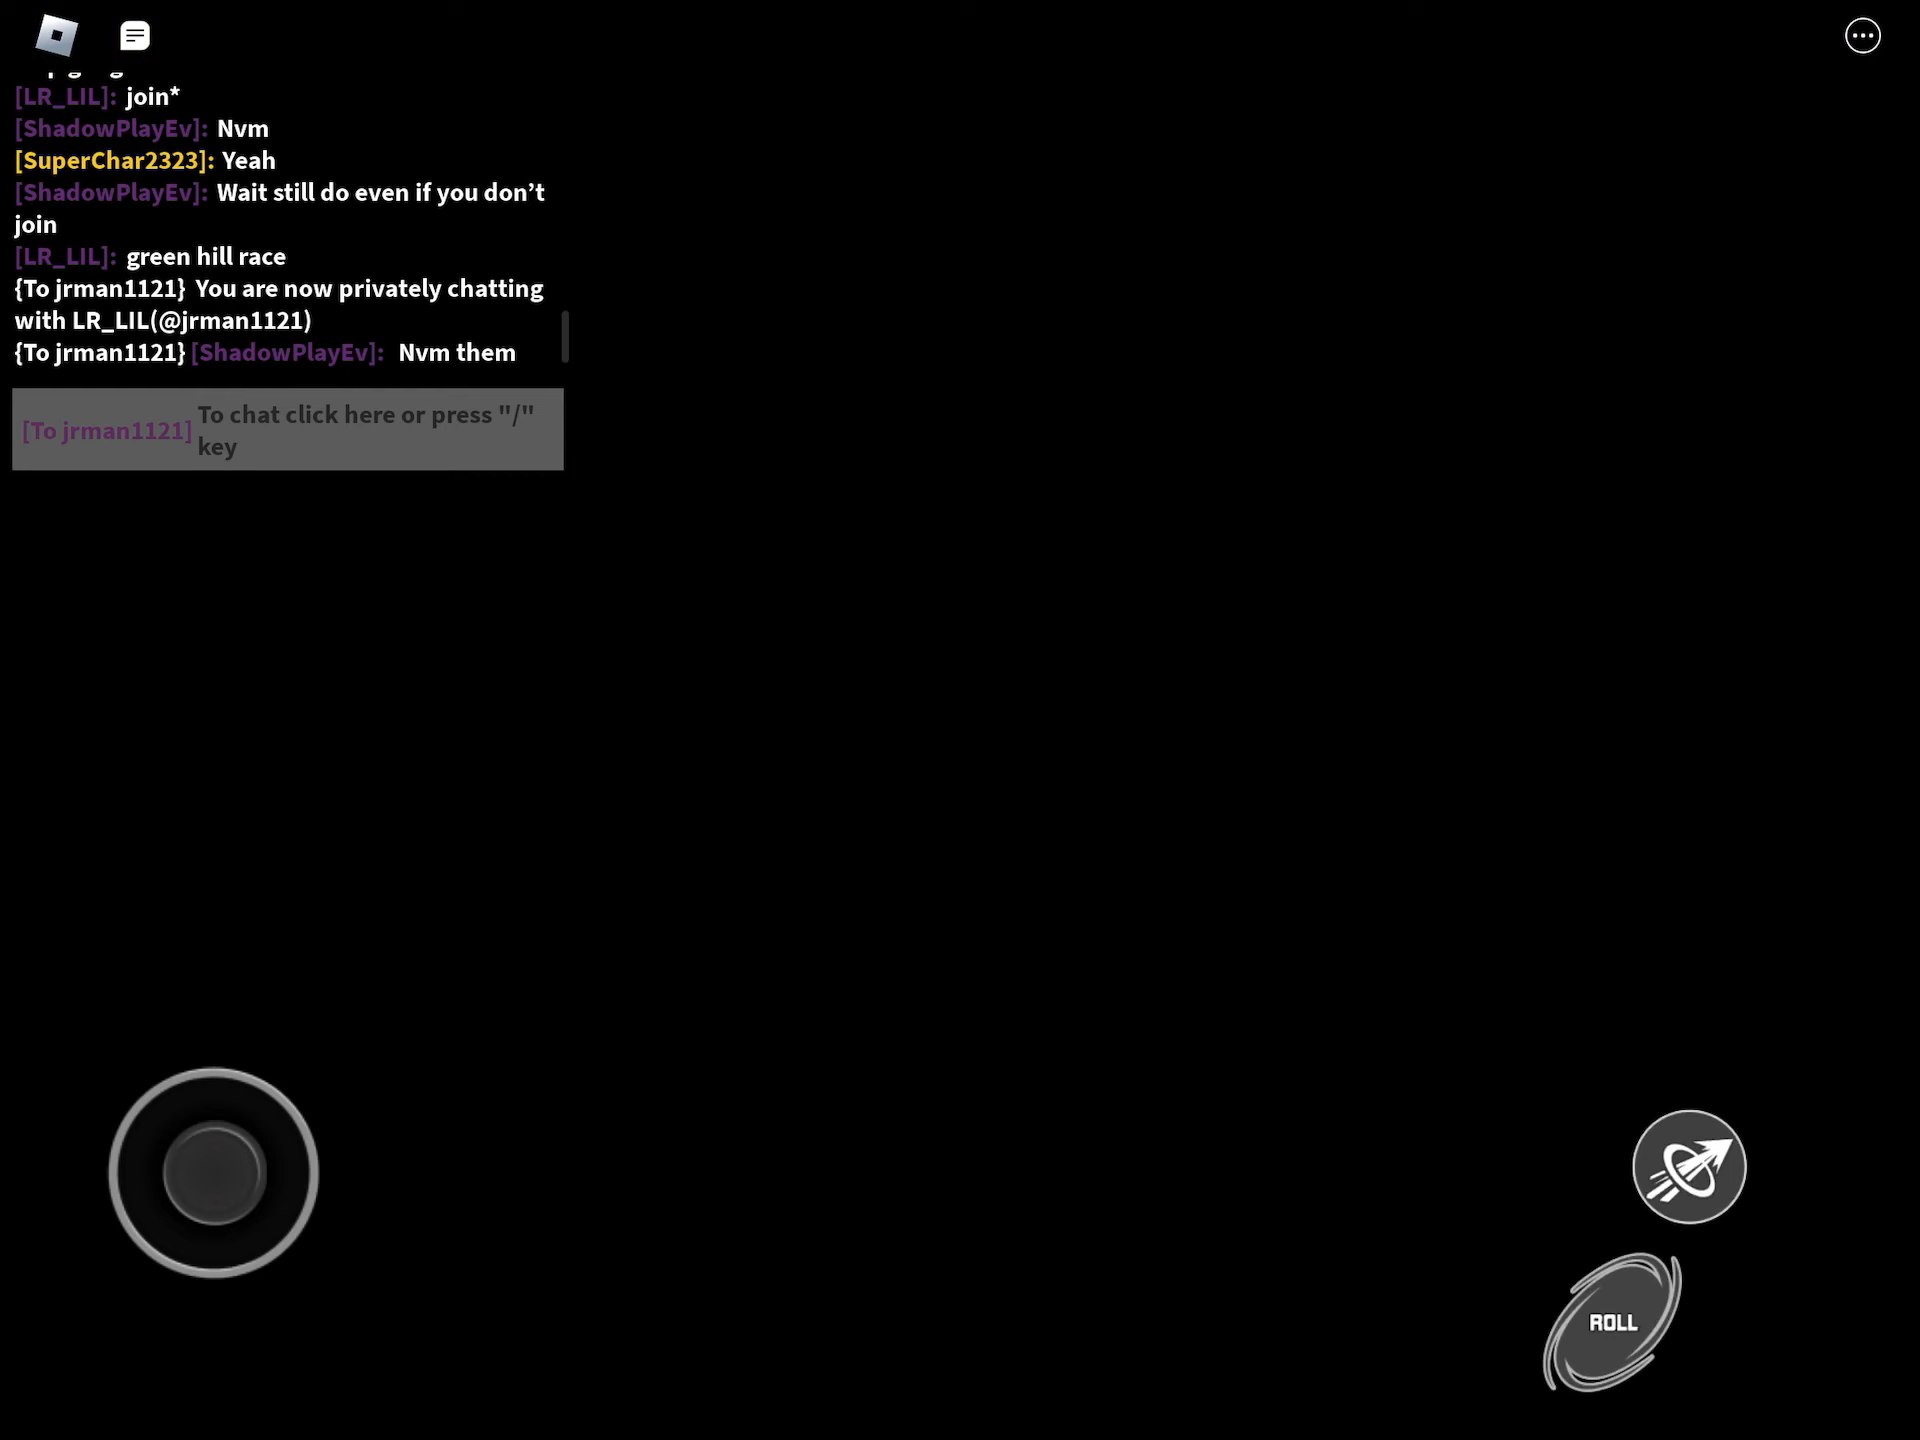 [LR_LIL]: join*
[ShadowPlayEv]: Nvm
[SuperChar2323]: Yeah
[ShadowPlayEv]: Wait still do even if you don’t
join
[LR_LIL]: green hill race
{To jrman1121} You are now privately chatting
with LR_LIL(@jrman1121)
{To jrman1121} [ShadowPlayEv]: Nvm them
[To jrman1121] To chat click here or press "/"
key
ROLL